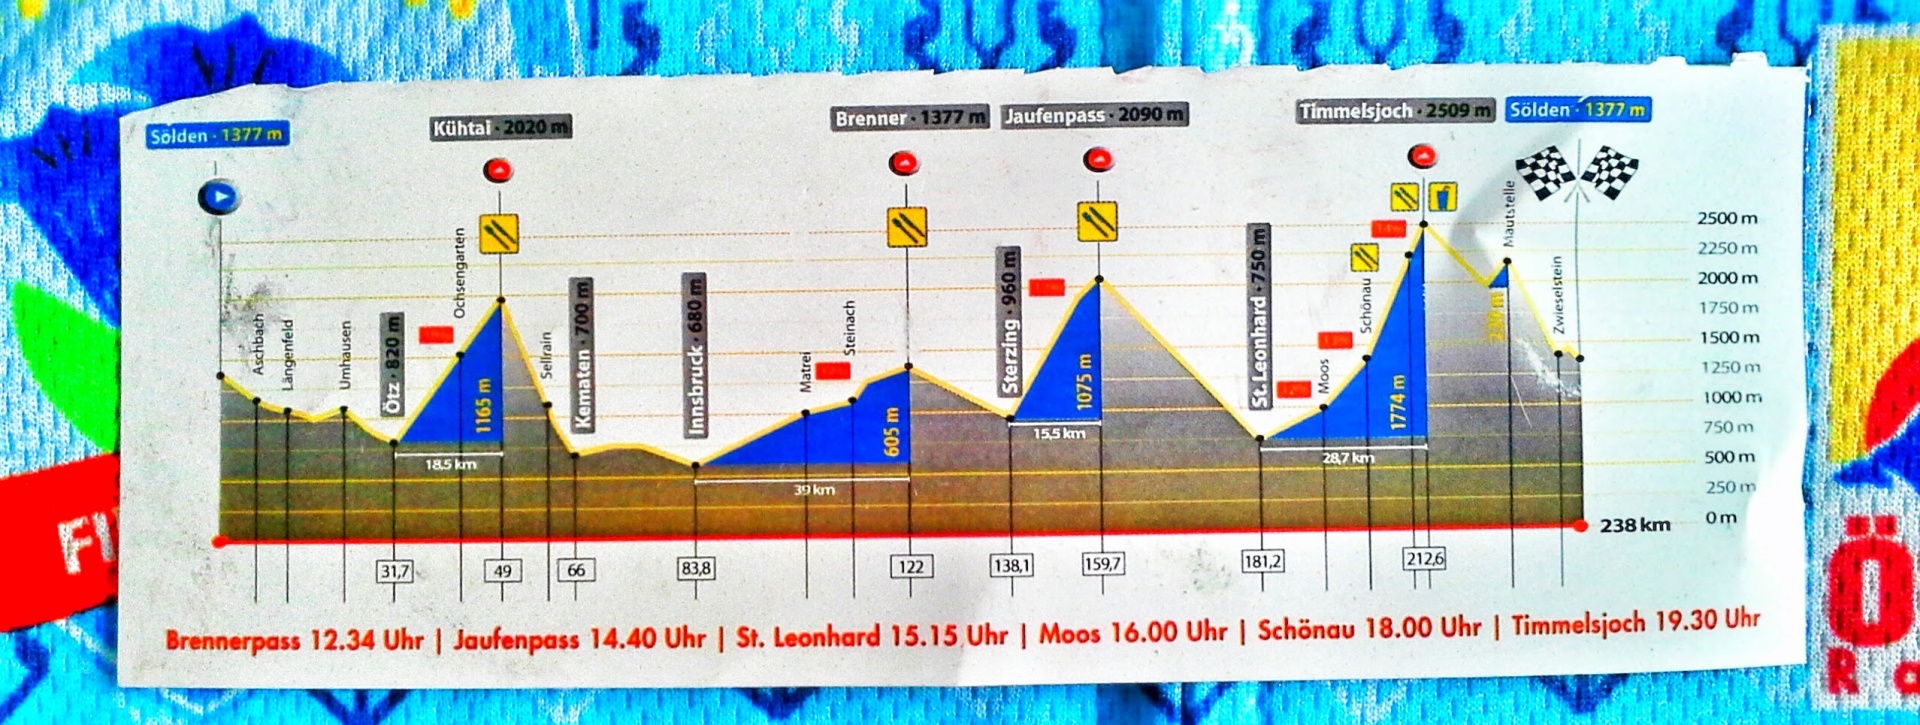 Sölden · 1377 m
Kühtai · 2020 m
Brenner · 1377 m
Jaufenpass · 2090 m
Timmelsjoch · 2509 m
Sölden · 1377 m
Aschbach
Längenfeld
Umhausen
Ötz · 820 m
Ochsengarten
Sellrain
Kematen · 700 m
Innsbruck · 680 m
Matrei
Steinach
Sterzing · 960 m
St.Leonhard · 750 m
Moos
Schönau
Mautstelle
Zwieselstein
2500 m
2250 m
2000 m
1750 m
1500 m
1250 m
1000 m
750 m
500 m
250 m
0 m
1165 m
605 m
1075 m
1774 m
18,5 km
39 km
15,5 km
28,7 km
238 km
31,7
49
66
83,8
122
138,1
159,7
181,2
212,6
Brennerpass 12.34 Uhr | Jaufenpass 14.40 Uhr | St. Leonhard 15.15 Uhr | Moos 16.00 Uhr | Schönau 18.00 Uhr | Timmelsjoch 19.30 Uhr
FI
Ö
R